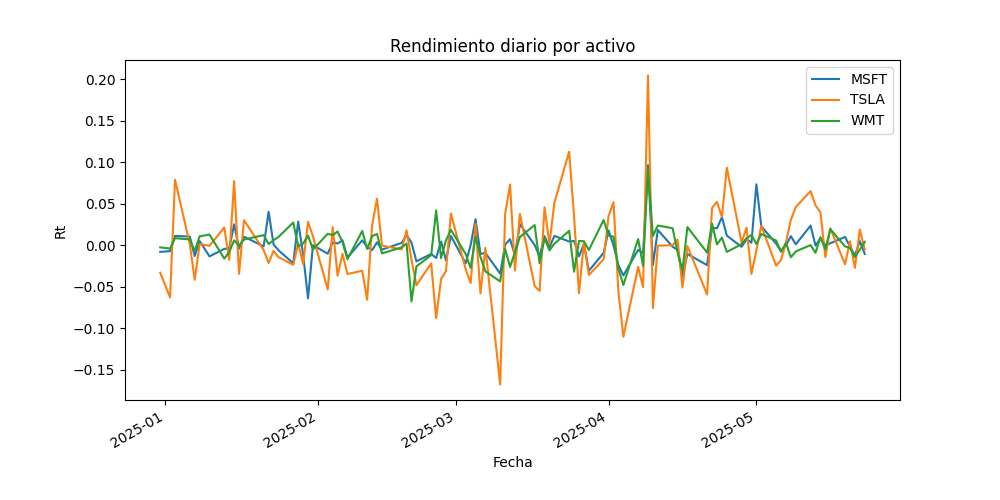 Rendimiento diario por activo
MSFT
TSLA
WMT
Rt
0.20
0.15
0.10
0.05
0.00
−0.05
−0.10
−0.15
2025-01
2025-02
2025-03
2025-04
2025-05
Fecha